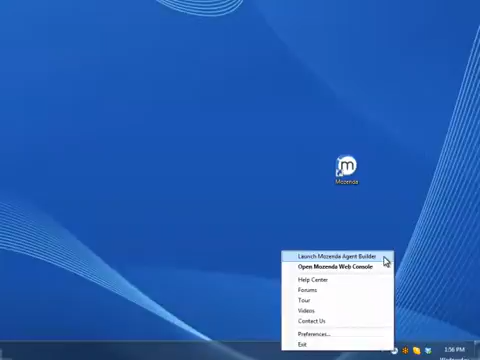 m
Mozenda
Launch Mozenda Agent Builder
Open Mozenda Web Console
Help Center
Forums
Tour
Videos
Contact Us
Preferences...
Exit
1:56 PM
Wednesday